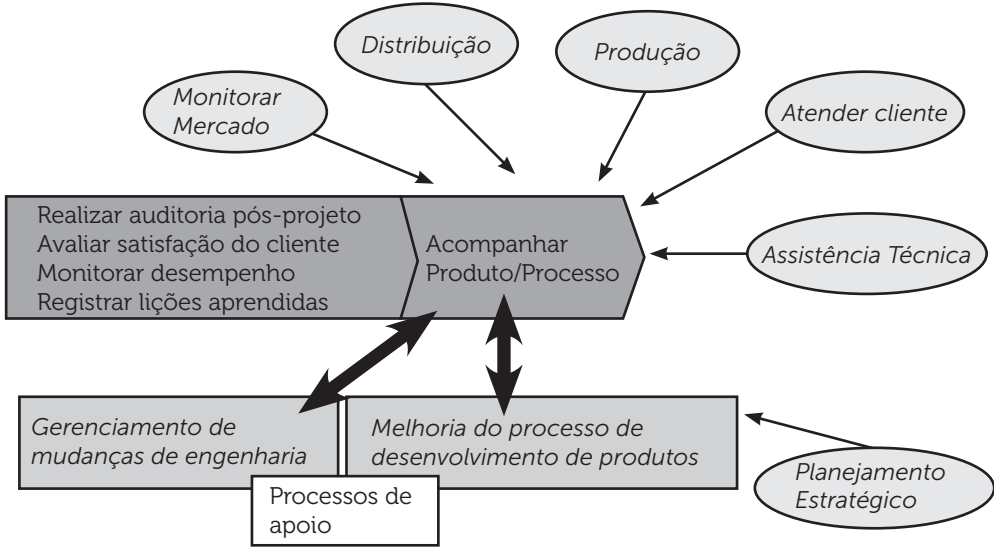 Distribuição
Produção
Monitorar
Mercado
Atender cliente
Realizar auditoria pós-projeto
Avaliar satisfação do cliente
Monitorar desempenho
Registrar lições aprendidas
Acompanhar
Produto/Processo
Assistência Técnica
Gerenciamento de
mudanças de engenharia
Melhoria do processo de
desenvolvimento de produtos
Planejamento
Estratégico
Processos de
apoio